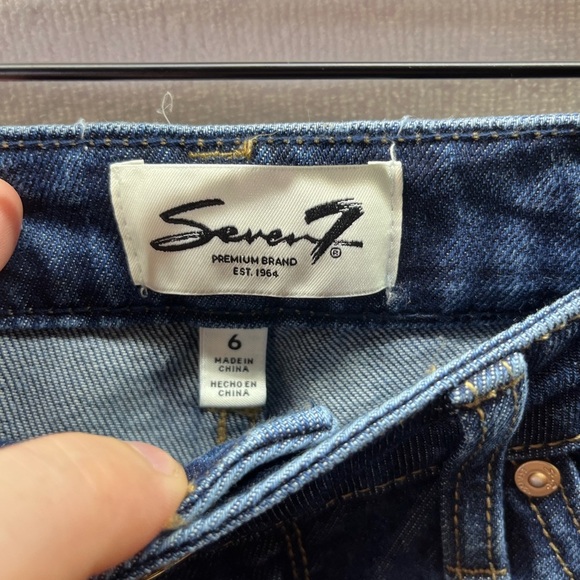 Seven7®
PREMIUM BRAND
EST. 1964
6
MADE IN
CHINA
HECHO EN
CHINA